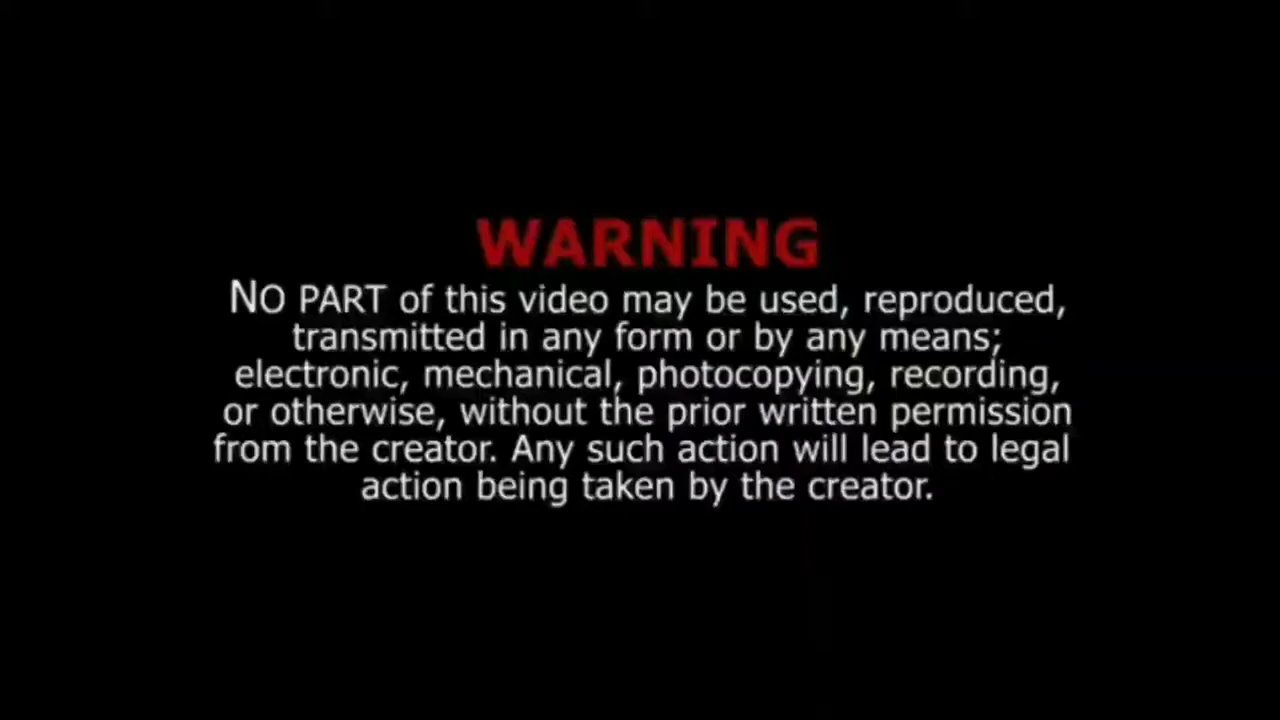 WARNING
NO PART of this video may be used, reproduced,
transmitted in any form or by any means;
electronic, mechanical, photocopying, recording,
or otherwise, without the prior written permission
from the creator. Any such action will lead to legal
action being taken by the creator.